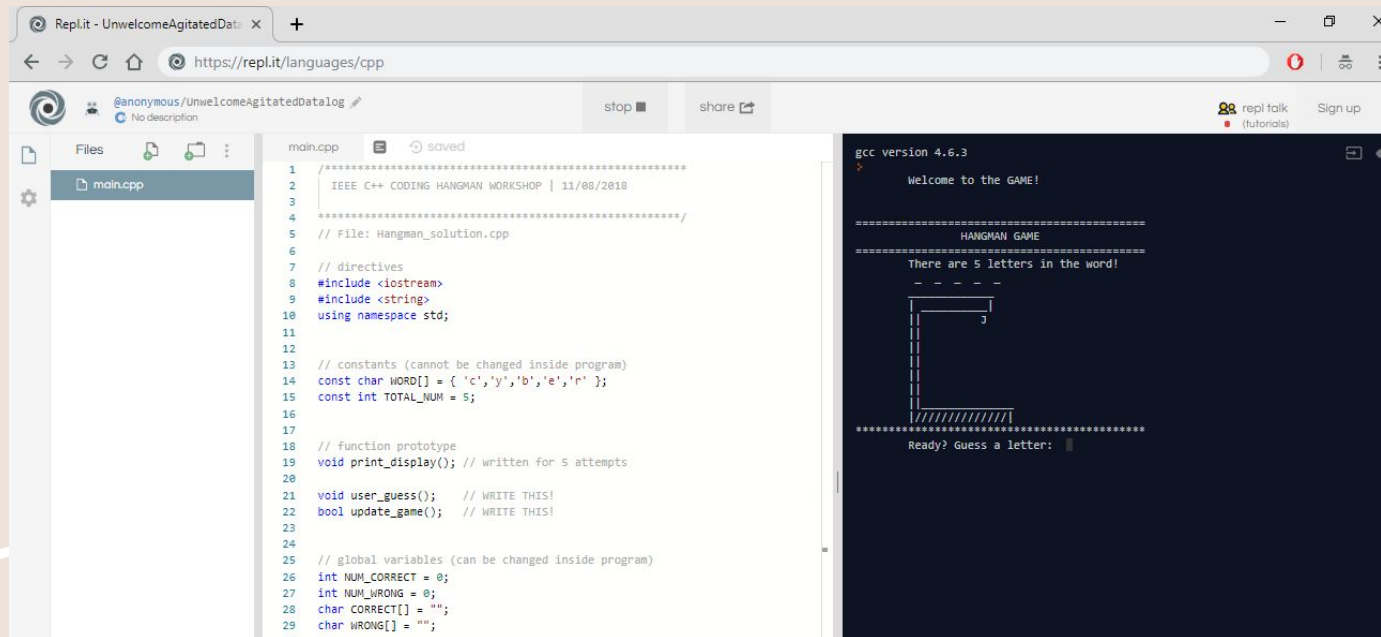 Repl.it - UnwelcomeAgitatedData
https://repl.it/languages/cpp
@anonymous/UnwelcomeAgitatedDatalog
No description
stop
share
repl talk
(tutorials)
Sign up
Files
main.cpp
main.cpp
saved
1 /*******************************************************
2 IEEE C++ CODING HANGMAN WORKSHOP | 11/08/2018
3
4 *******************************************************/
5 // File: Hangman_solution.cpp
6
7 // directives
8 #include <iostream>
9 #include <string>
10 using namespace std;
11
12
13 // constants (cannot be changed inside program)
14 const char WORD[] = { 'c','y','b','e','r' };
15 const int TOTAL_NUM = 5;
16
17
18 // function prototype
19 void print_display(); // written for 5 attempts
20
21 void user_guess(); // WRITE THIS!
22 bool update_game(); // WRITE THIS!
23
24
25 // global variables (can be changed inside program)
26 int NUM_CORRECT = 0;
27 int NUM_WRONG = 0;
28 char CORRECT[] = "";
29 char WRONG[] = "";
gcc version 4.6.3
Welcome to the GAME!
============================================
HANGMAN GAME
============================================
There are 5 letters in the word!
_ _ _ _ _
_____________
| __________|
|| J
||
||
||
||
||
||______________
|//////////////|
********************************************
Ready? Guess a letter: